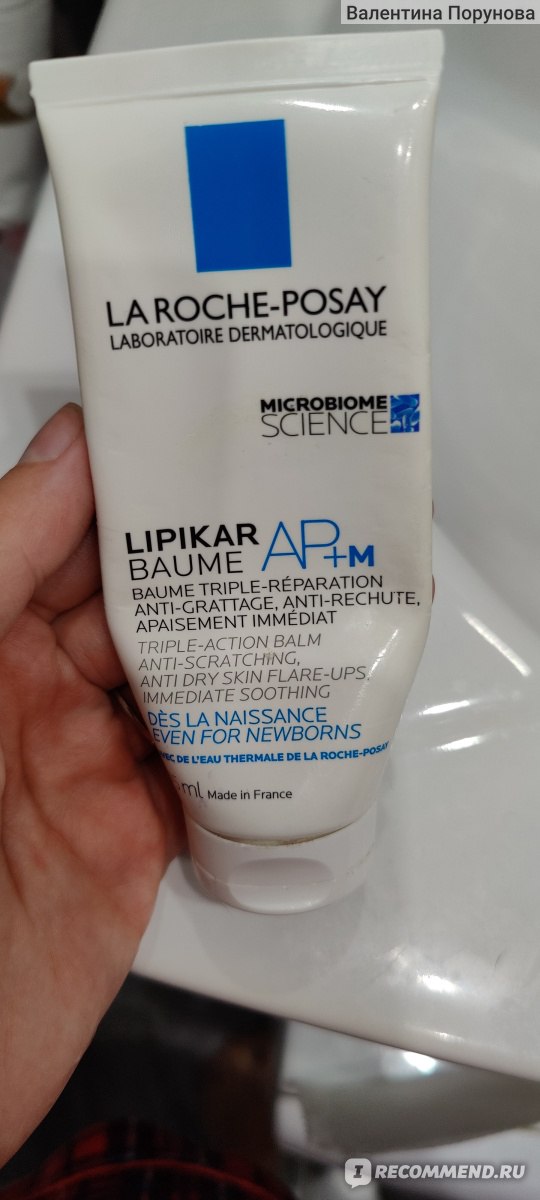 Валентина Порунова
LA ROCHE-POSAY
LABORATOIRE DERMATOLOGIQUE
MICROBIOME
SCIENCE
LIPIKAR
BAUME AP+M
BAUME TRIPLE-RÉPARATION
ANTI-GRATTAGE, ANTI-RECHUTE,
APAISEMENT IMMÉDIAT
TRIPLE-ACTION BALM
ANTI-SCRATCHING,
ANTI DRY SKIN FLARE-UPS,
IMMEDIATE SOOTHING
DÈS LA NAISSANCE
EVEN FOR NEWBORNS
DE L'EAU THERMALE DE LA ROCHE-POSAY
ml Made in France
IRECOMMEND.RU